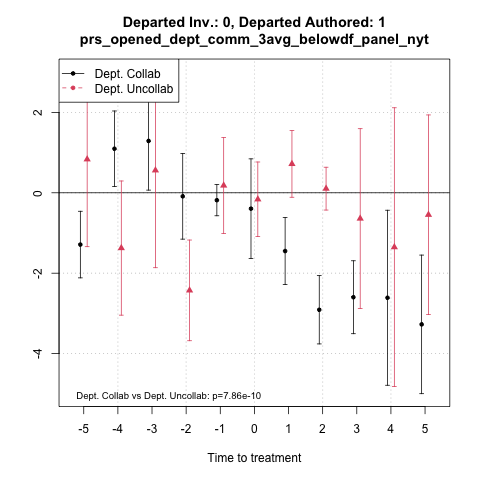 Departed Inv.: 0, Departed Authored: 1
prs_opened_dept_comm_3avg_belowdf_panel_nyt
Dept. Collab
Dept. Uncollab
2
0
-2
-4
Dept. Collab vs Dept. Uncollab: p=7.86e-10
-5 -4 -3 -2 -1 0 1 2 3 4 5
Time to treatment